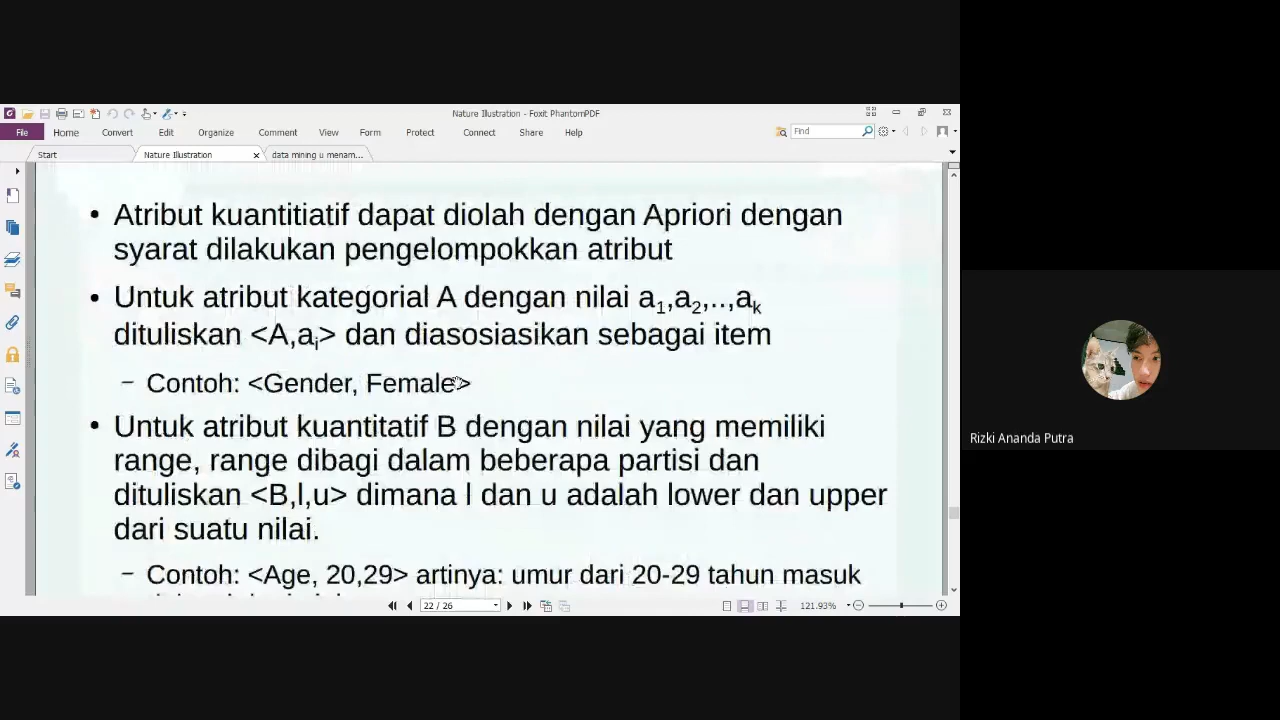 Nature Illustration - Foxit PhantomPDF
File Home Convert Edit Organize Comment View Form Protect Connect Share Help Find
Start Nature Illustration data mining u menam...
• Atribut kuantitiatif dapat diolah dengan Apriori dengan
syarat dilakukan pengelompokkan atribut
• Untuk atribut kategorial A dengan nilai a1,a2,..,ak
dituliskan <A,ai> dan diasosiasikan sebagai item
– Contoh: <Gender, Female>
• Untuk atribut kuantitatif B dengan nilai yang memiliki
range, range dibagi dalam beberapa partisi dan
dituliskan <B,l,u> dimana l dan u adalah lower dan upper
dari suatu nilai.
– Contoh: <Age, 20,29> artinya: umur dari 20-29 tahun masuk
22 / 26 121.93%
Rizki Ananda Putra